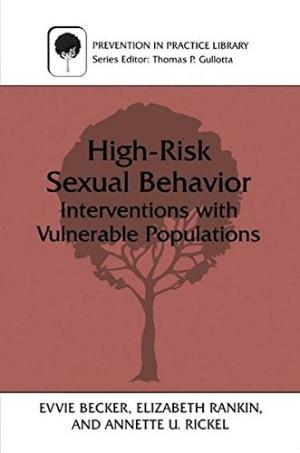 PREVENTION IN PRACTICE LIBRARY
Series Editor: Thomas P. Gullotta
High-Risk
Sexual Behavior
Interventions with
Vulnerable Populations
EVVIE BECKER, ELIZABETH RANKIN,
AND ANNETTE U. RICKEL